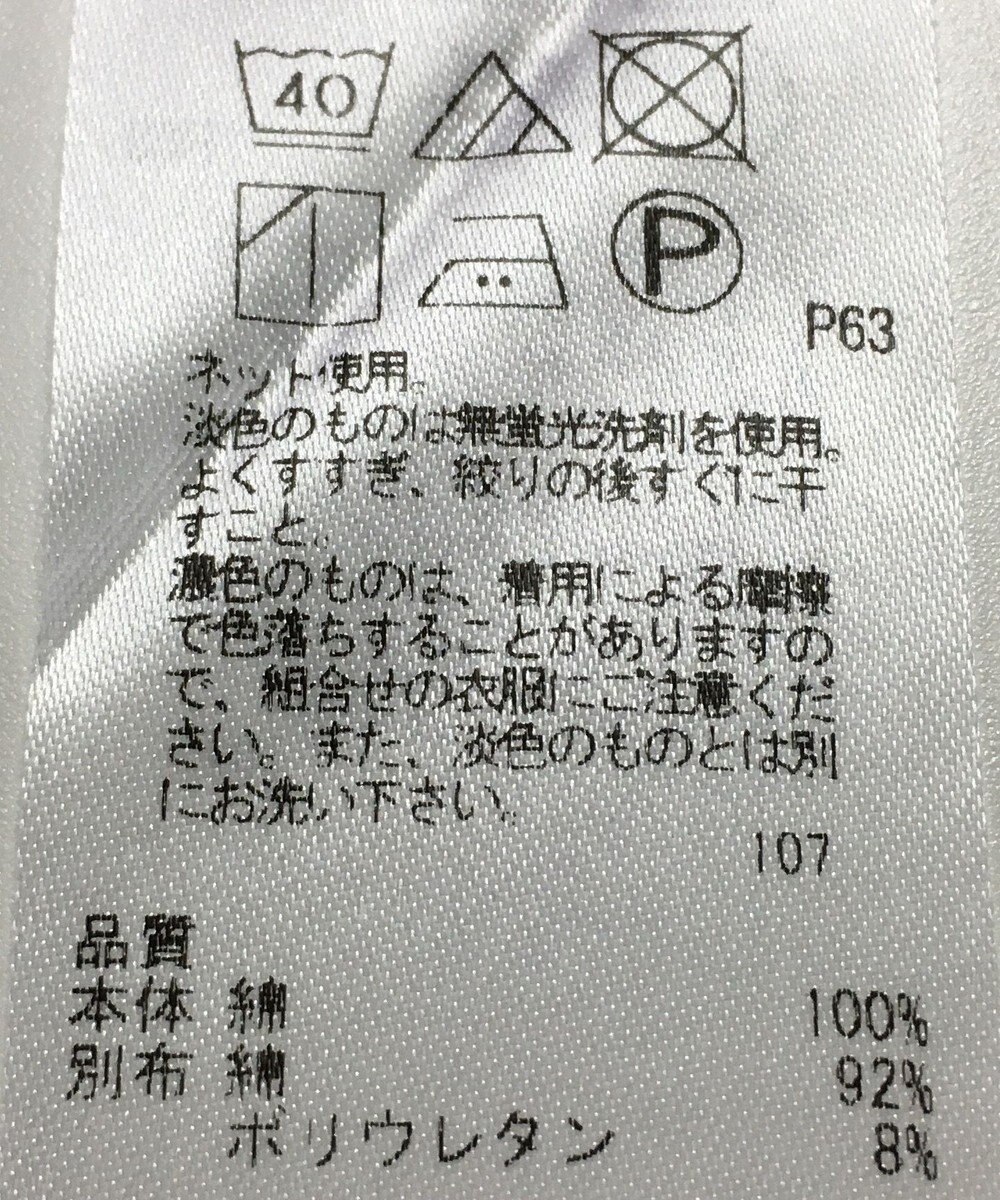 40
P
P63
ネット使用。
淡色のものは無蛍光洗剤を使用。
よくすすぎ、絞りの後すぐに干
すこと。
濃色のものは、着用による摩擦
で色落ちすることがありますの
で、組合せの衣服にご注意くだ
さい。また、淡色のものとは別
にお洗い下さい。
107
品質
本体 綿 100%
別布 綿 92%
ポリウレタン 8%